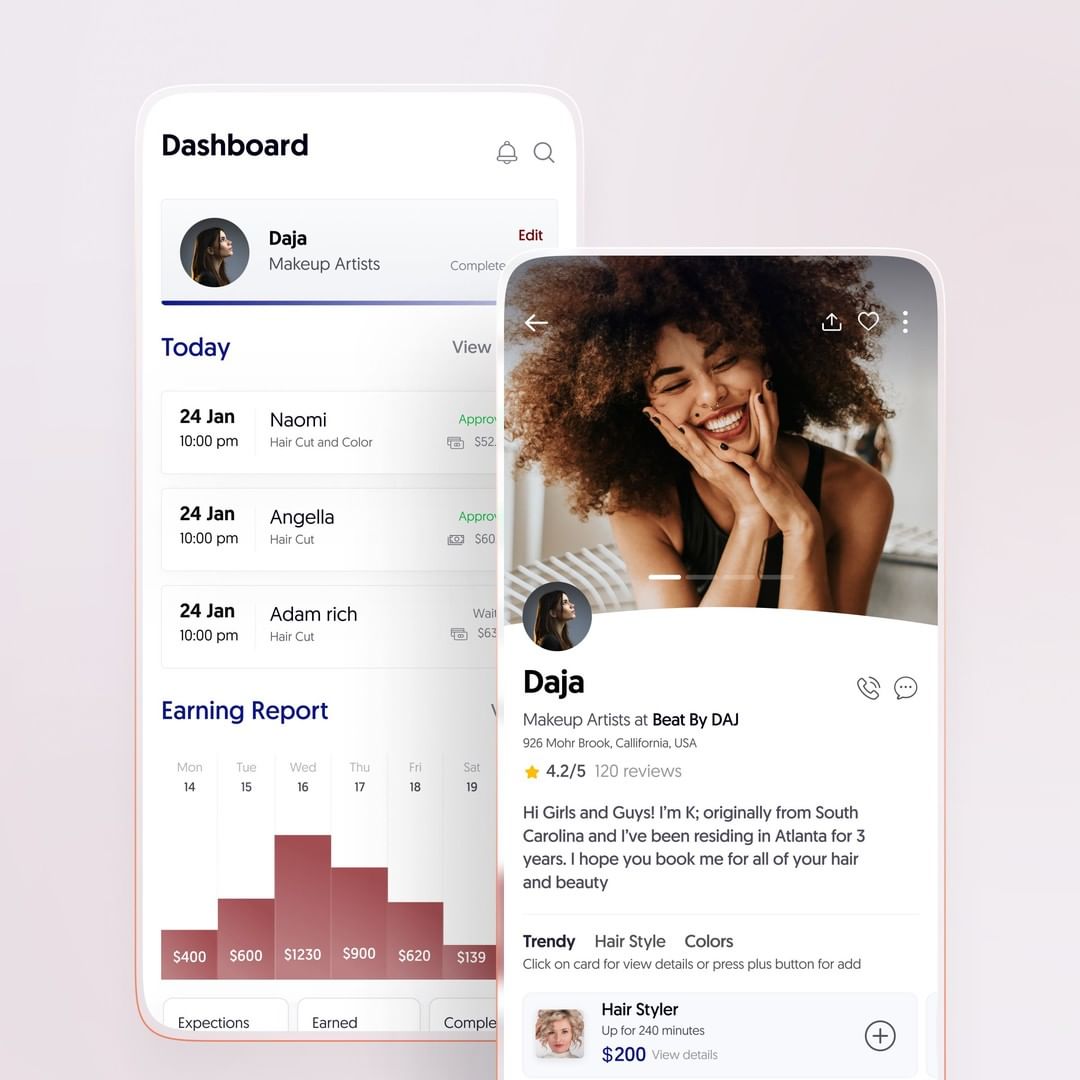 Dashboard
Daja
Edit
Makeup Artists
Complete
Today
View
24 Jan
Naomi
10:00 pm
Hair Cut and Color
$52.
24 Jan
Angella
10:00 pm
Hair Cut
$60
24 Jan
Adam rich
10:00 pm
Hair Cut
$63
Earning Report
Mon Tue Wed Thu Fri Sat
14 15 16 17 18 19
$400 $600 $1230 $900 $620 $139
Expections
Earned
Comple
Daja
Makeup Artists at Beat By DAJ
926 Mohr Brook, Callifornia, USA
4.2/5 120 reviews
Hi Girls and Guys! I'm K; originally from South
Carolina and I've been residing in Atlanta for 3
years. I hope you book me for all of your hair
and beauty
Trendy Hair Style Colors
Click on card for view details or press plus button for add
Hair Styler
Up for 240 minutes
$200 View details